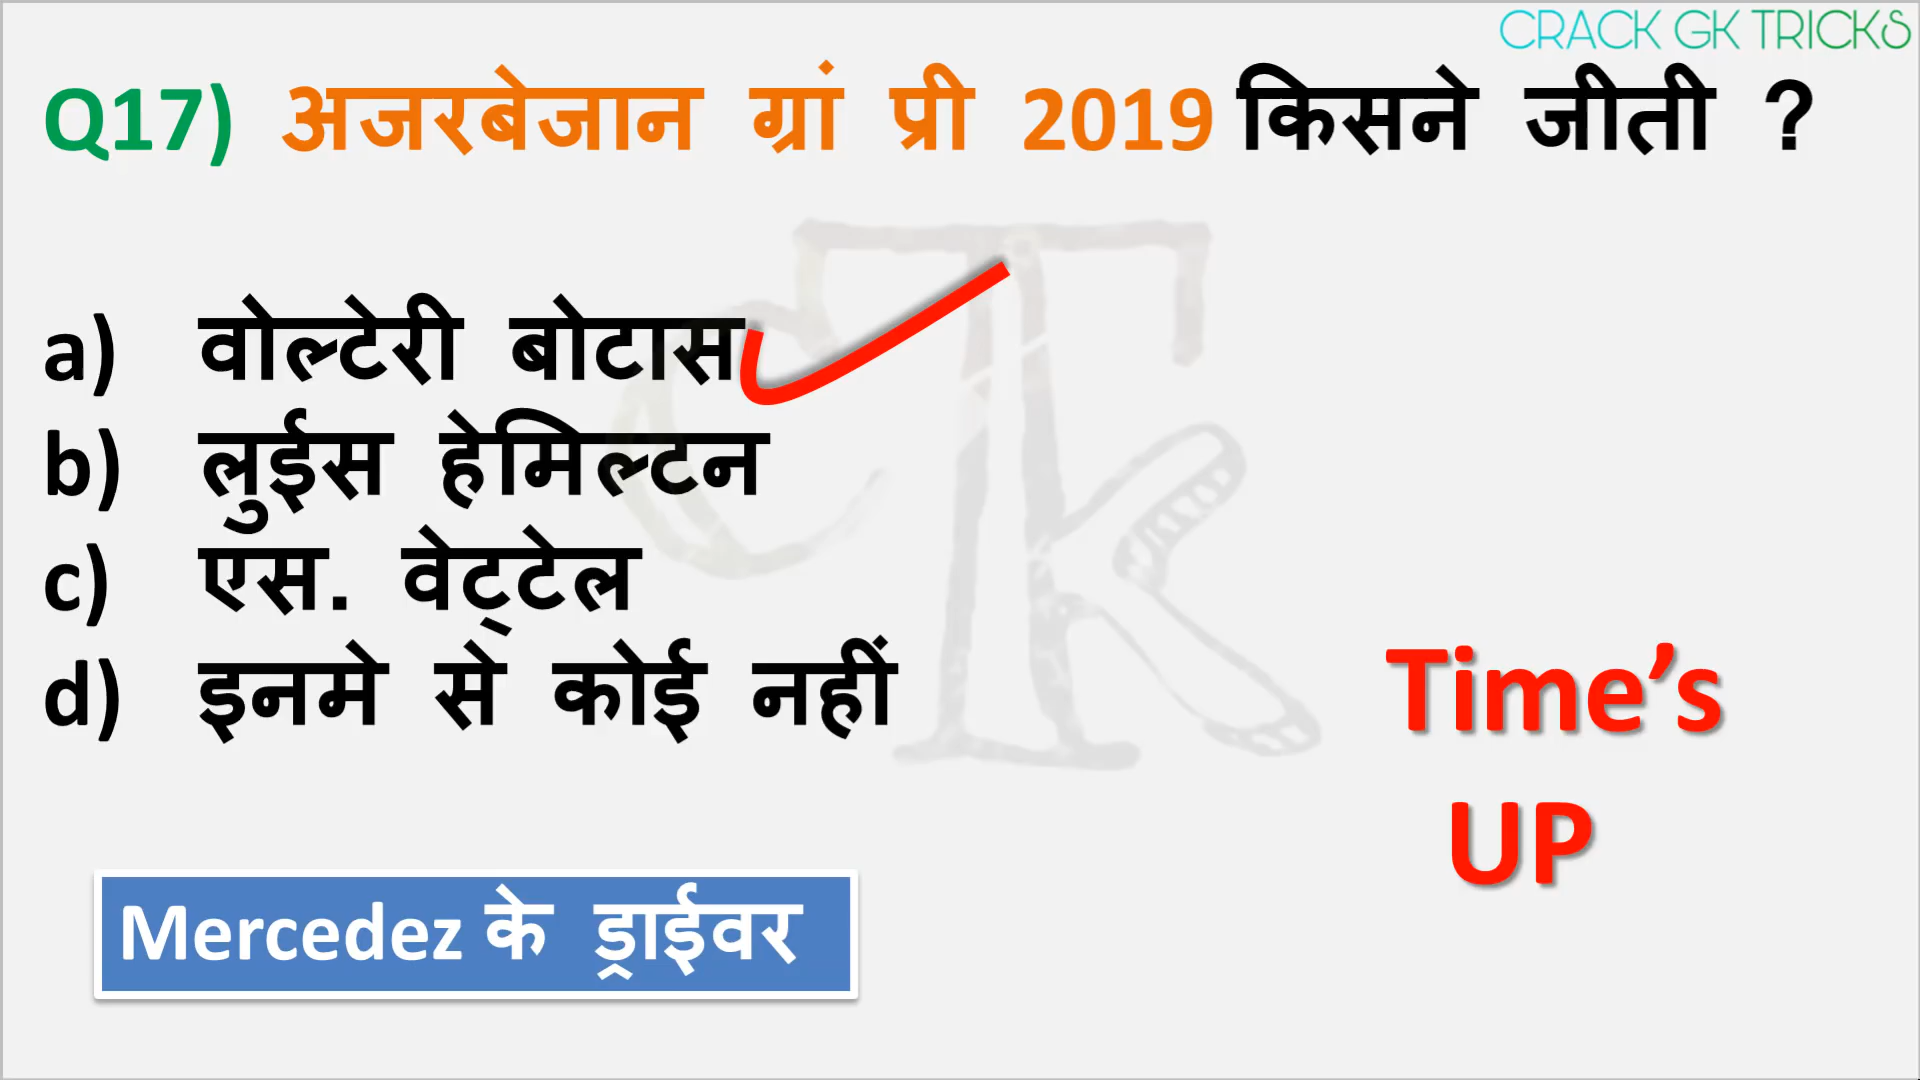 CRACK GK TRICKS
Q17) अजरबेजान ग्रां प्री 2019 किसने जीती ?
a) वोल्टेरी बोटास
b) लुईस हेमिल्टन
c) एस. वेट्टेल
d) इनमे से कोई नहीं
Time’s
UP
Mercedez के ड्राईवर